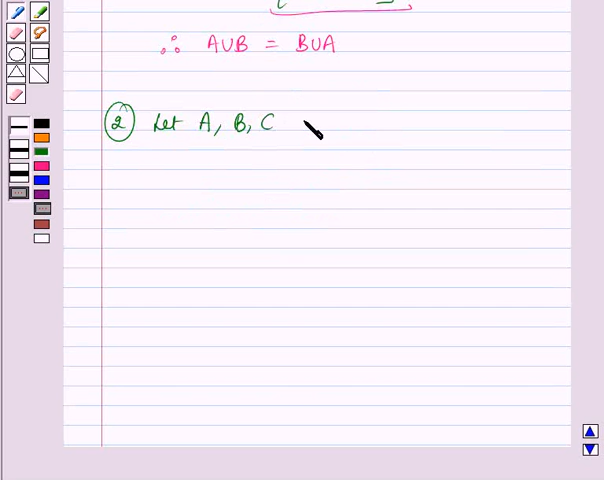 ∴ A∪B = B∪A
2 Let A, B, C